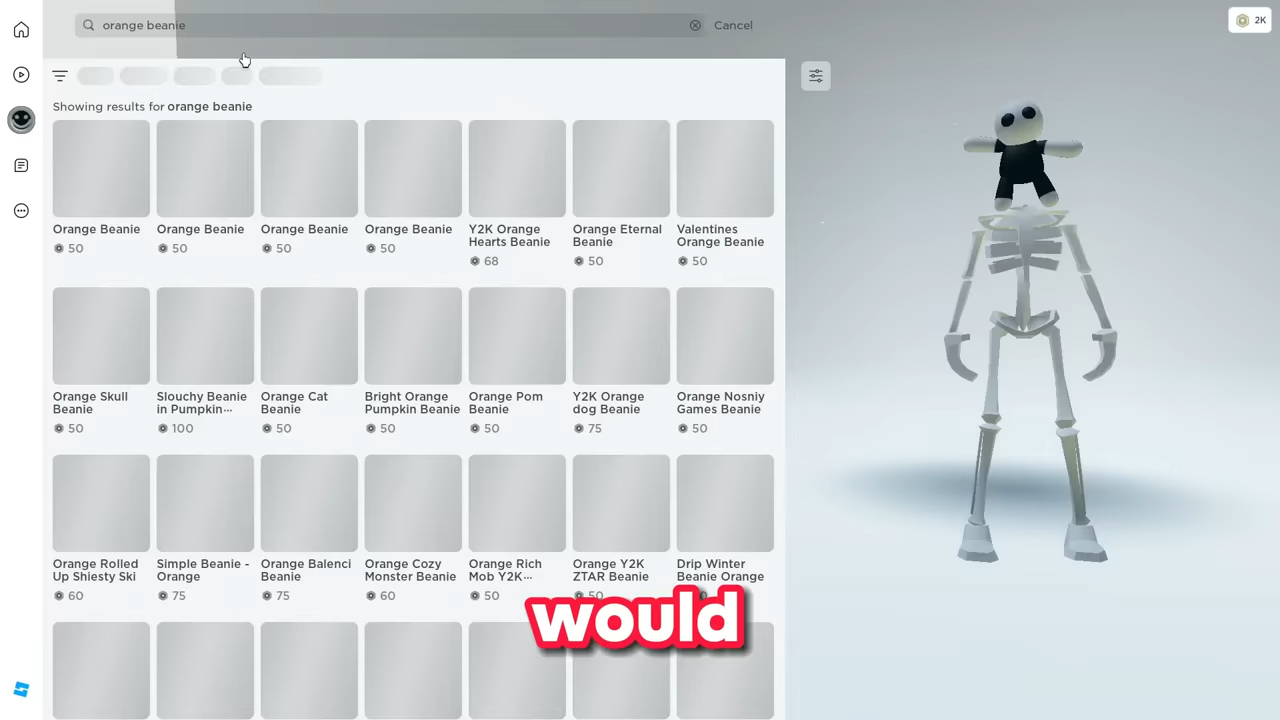 orange beanie
Cancel
2K
Showing results for orange beanie
Orange Beanie
50
Orange Beanie
50
Orange Beanie
50
Orange Beanie
50
Y2K Orange
Hearts Beanie
68
Orange Eternal
Beanie
50
Valentines
Orange Beanie
50
Orange Skull
Beanie
50
Slouchy Beanie
in Pumpkin...
100
Orange Cat
Beanie
50
Bright Orange
Pumpkin Beanie
50
Orange Pom
Beanie
50
Y2K Orange
dog Beanie
75
Orange Nosniy
Games Beanie
50
Orange Rolled
Up Shiesty Ski
60
Simple Beanie -
Orange
75
Orange Balenci
Beanie
75
Orange Cozy
Monster Beanie
60
Orange Rich
Mob Y2K...
50
Orange Y2K
ZTAR Beanie
50
Drip Winter
Beanie Orange
would